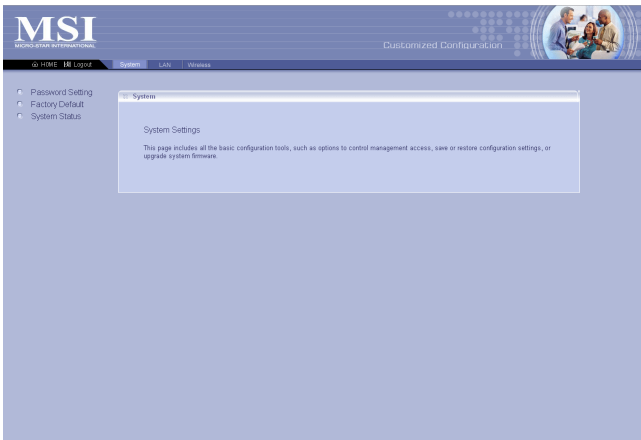 MSI
MICRO-STAR INTERNATIONAL
Customized Configuration
HOME Logout System LAN Wireless
Password Setting
Factory Default
System Status
System
System Settings
This page includes all the basic configuration tools, such as options to control management access, save or restore configuration settings, or
upgrade system firmware.